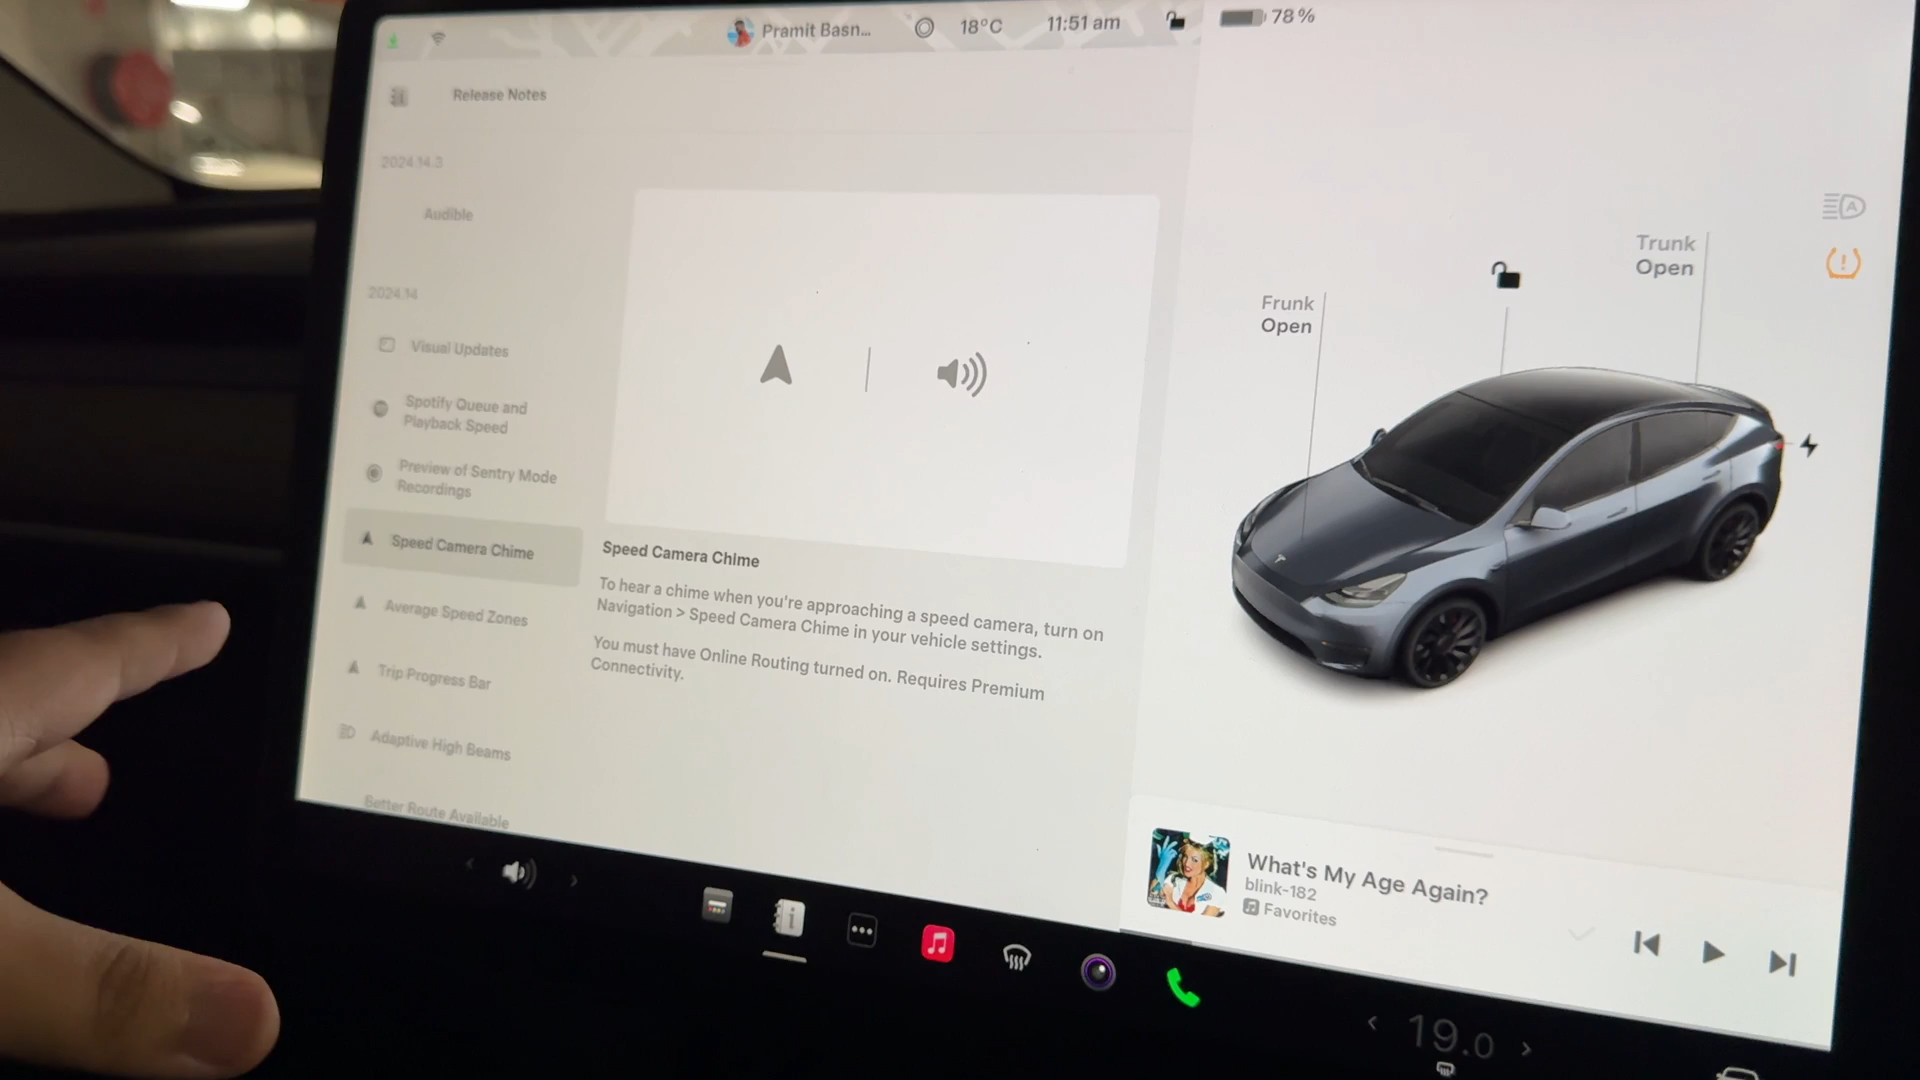 Pramit Basn...
18°C
11:51 am
78%
Release Notes
2024.14.3
Audible
2024.14
Visual Updates
Spotify Queue and
Playback Speed
Preview of Sentry Mode
Recordings
Speed Camera Chime
Average Speed Zones
Trip Progress Bar
Adaptive High Beams
Better Route Available
Speed Camera Chime
To hear a chime when you're approaching a speed camera, turn on
Navigation > Speed Camera Chime in your vehicle settings.
You must have Online Routing turned on. Requires Premium
Connectivity.
Frunk
Open
Trunk
Open
A
What's My Age Again?
blink-182
Favorites
19.0